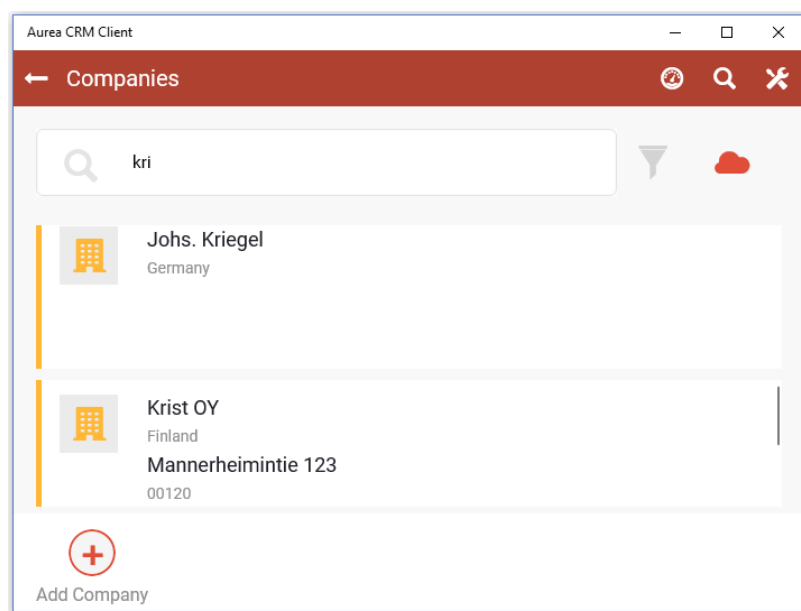 Aurea CRM Client
Companies
kri
Johs. Kriegel
Germany
Krist OY
Finland
Mannerheimintie 123
00120
Add Company